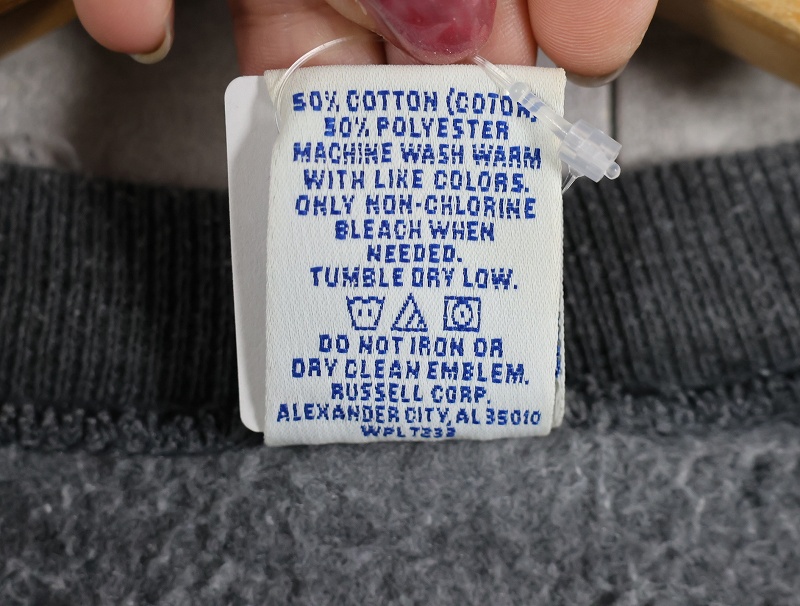 50% COTTON (COTON)
50% POLYESTER
MACHINE WASH WARM
WITH LIKE COLORS.
ONLY NON-CHLORINE
BLEACH WHEN
NEEDED.
TUMBLE DRY LOW.
DO NOT IRON OR
DRY CLEAN EMBLEM.
RUSSELL CORP.
ALEXANDER CITY, AL 35010
WPL 7333